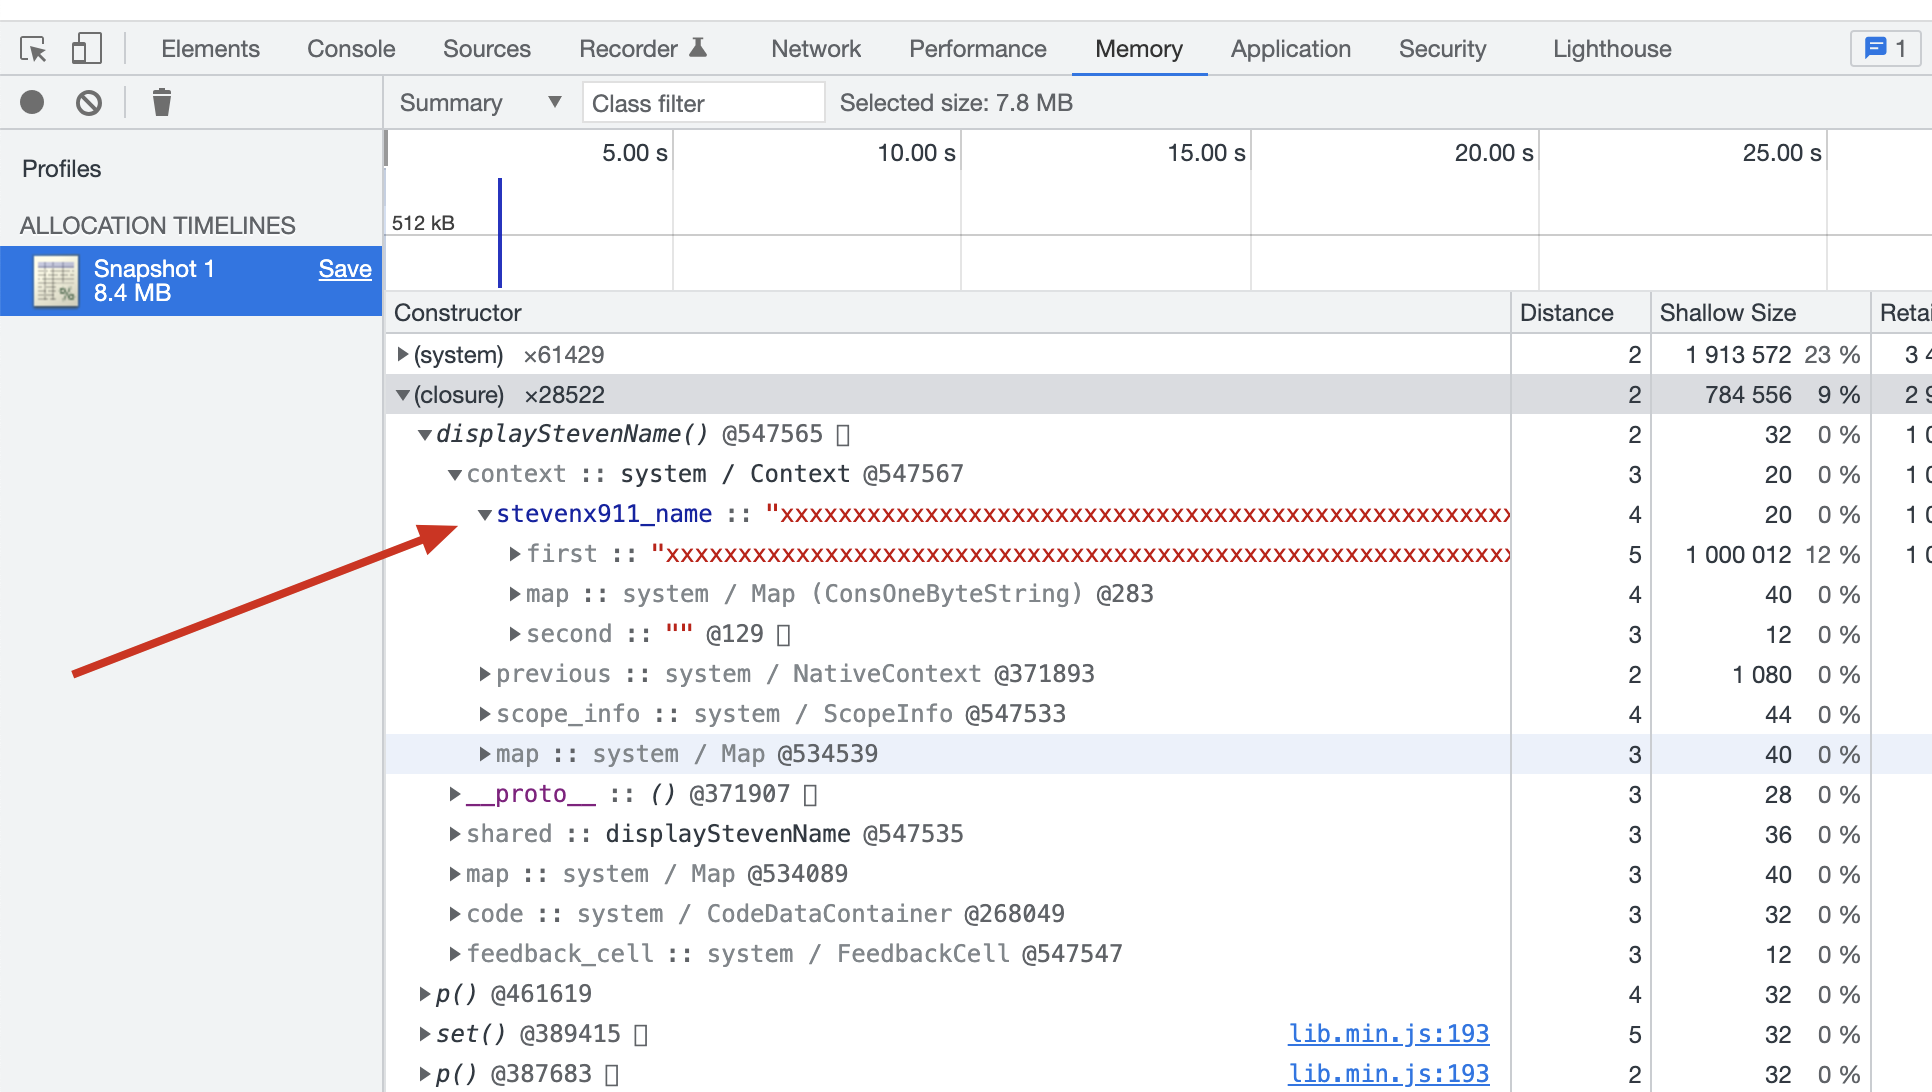 Elements Console Sources Recorder Network Performance Memory Application Security Lighthouse 1
Summary Class filter Selected size: 7.8 MB
Profiles
ALLOCATION TIMELINES
Snapshot 1 Save
8.4 MB
5.00 s 10.00 s 15.00 s 20.00 s 25.00 s
512 kB
Constructor Distance Shallow Size Retai
(system) ×61429 2 1 913 572 23 % 3 4
(closure) ×28522 2 784 556 9 % 2 9
displayStevenName() @547565 2 32 0 % 1 0
context :: system / Context @547567 3 20 0 % 1 0
stevenx911_name :: "xxxxxxxxxxxxxxxxxxxxxxxxxxxxxxxxxxxxxxxxxxxxxxxxxxx 4 20 0 % 1 0
first :: "xxxxxxxxxxxxxxxxxxxxxxxxxxxxxxxxxxxxxxxxxxxxxxxxxxxxxxxxxxx 5 1 000 012 12 % 1 0
map :: system / Map (ConsOneByteString) @283 4 40 0 %
second :: "" @129 3 12 0 %
previous :: system / NativeContext @371893 2 1 080 0 %
scope_info :: system / ScopeInfo @547533 4 44 0 %
map :: system / Map @534539 3 40 0 %
__proto__ :: () @371907 3 28 0 %
shared :: displayStevenName @547535 3 36 0 %
map :: system / Map @534089 3 40 0 %
code :: system / CodeDataContainer @268049 3 32 0 %
feedback_cell :: system / FeedbackCell @547547 3 12 0 %
p() @461619 4 32 0 %
set() @389415 lib.min.js:193 5 32 0 %
p() @387683 lib.min.js:193 2 32 0 %